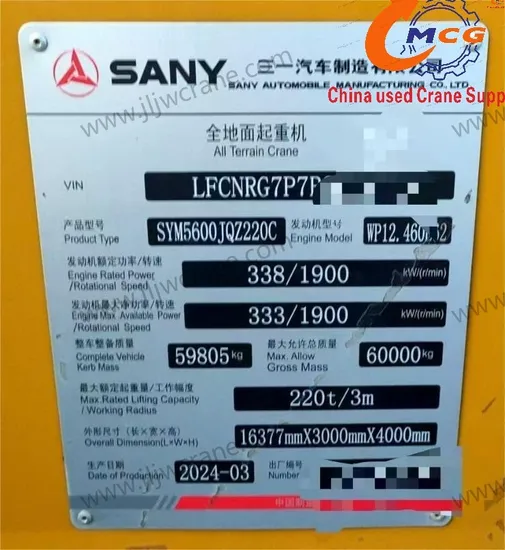 MCG
China used Crane Supp
SANY 三一汽车制造有限公司
SANY AUTOMOBILE MANUFACTURING CO.,LTD
www.jljjwcrane.com
全地面起重机
All Terrain Crane
VIN LFCNRG7P7P
产品型号 SYM5600JQZ220C 发动机型号 WP12.460
Product Type Engine Model
发动机额定功率/转速
Engine Rated Power 338/1900 kW/(r/min)
/Rotational Speed
发动机最大净功率/转速
Engine Max. Available Power 333/1900 kW/(r/min)
/Rotational Speed
整车整备质量 最大允许总质量
Complete Vehicle 59805kg Max. Allow 60000kg
Kerb Mass Gross Mass
最大额定起重量/工作幅度
Max.Rated Lifting Capacity 220t/3m
/ Working Radius
外形尺寸（长×宽×高）
Overall Dimension(L×W×H) 16377mmX3000mmX4000mm
生产日期 2024-03 出厂编号
Date of Production Number
中国制造